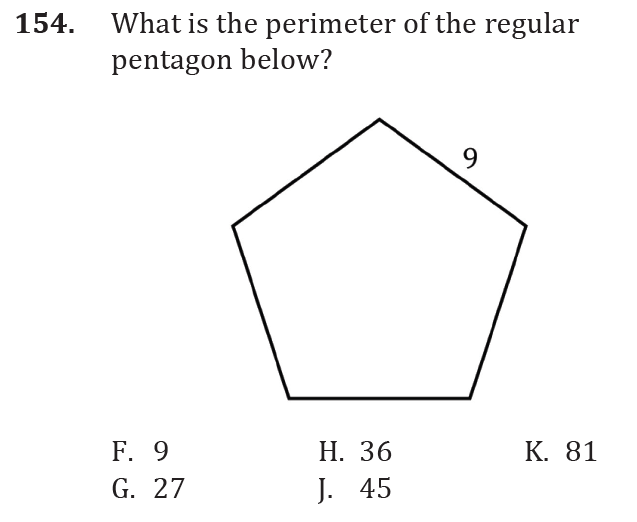 154. What is the perimeter of the regular
pentagon below?
9
F. 9
G. 27
H. 36
J. 45
K. 81